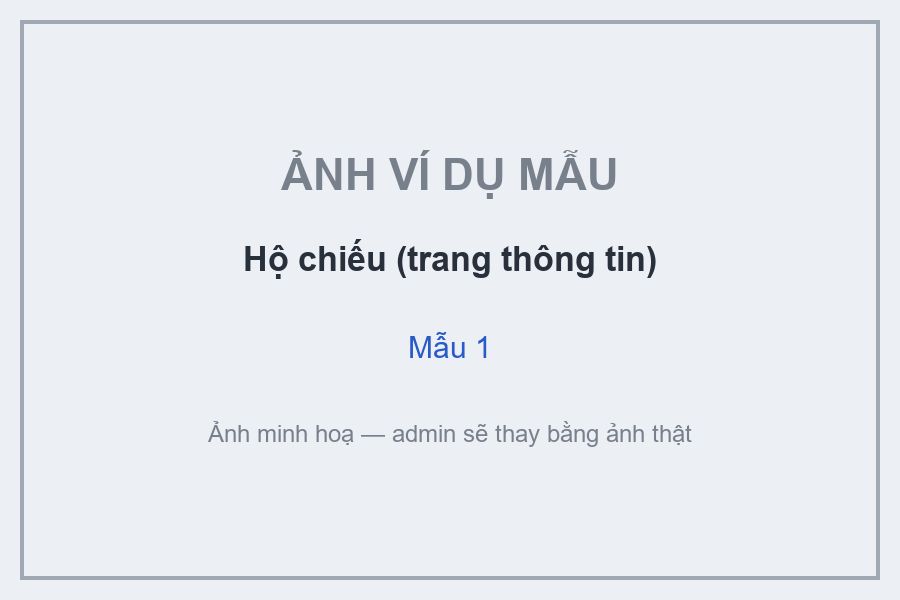 ẢNH VÍ DỤ MẪU
Hộ chiếu (trang thông tin)
Mẫu 1
Ảnh minh hoạ — admin sẽ thay bằng ảnh thật